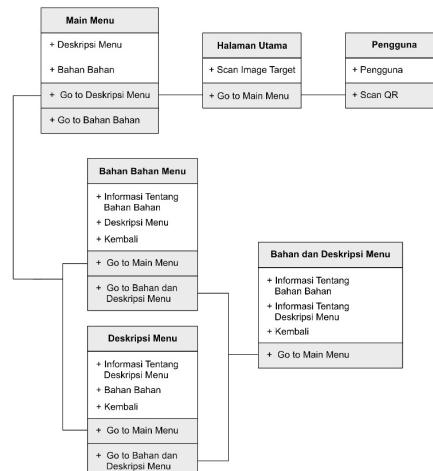 Main Menu
+ Deskripsi Menu
+ Bahan Bahan
+ Go to Deskripsi Menu
+ Go to Bahan Bahan
Halaman Utama
+ Scan Image Target
+ Go to Main Menu
Pengguna
+ Pengguna
+ Scan QR
Bahan Bahan Menu
+ Informasi Tentang
Bahan Bahan
+ Deskripsi Menu
+ Kembali
+ Go to Main Menu
+ Go to Bahan dan
Deskripsi Menu
Bahan dan Deskripsi Menu
+ Informasi Tentang
Bahan Bahan
+ Informasi Tentang
Deskripsi Menu
+ Kembali
+ Go to Main Menu
Deskripsi Menu
+ Informasi Tentang
Deskripsi Menu
+ Bahan Bahan
+ Kembali
+ Go to Main Menu
+ Go to Bahan dan
Deskripsi Menu